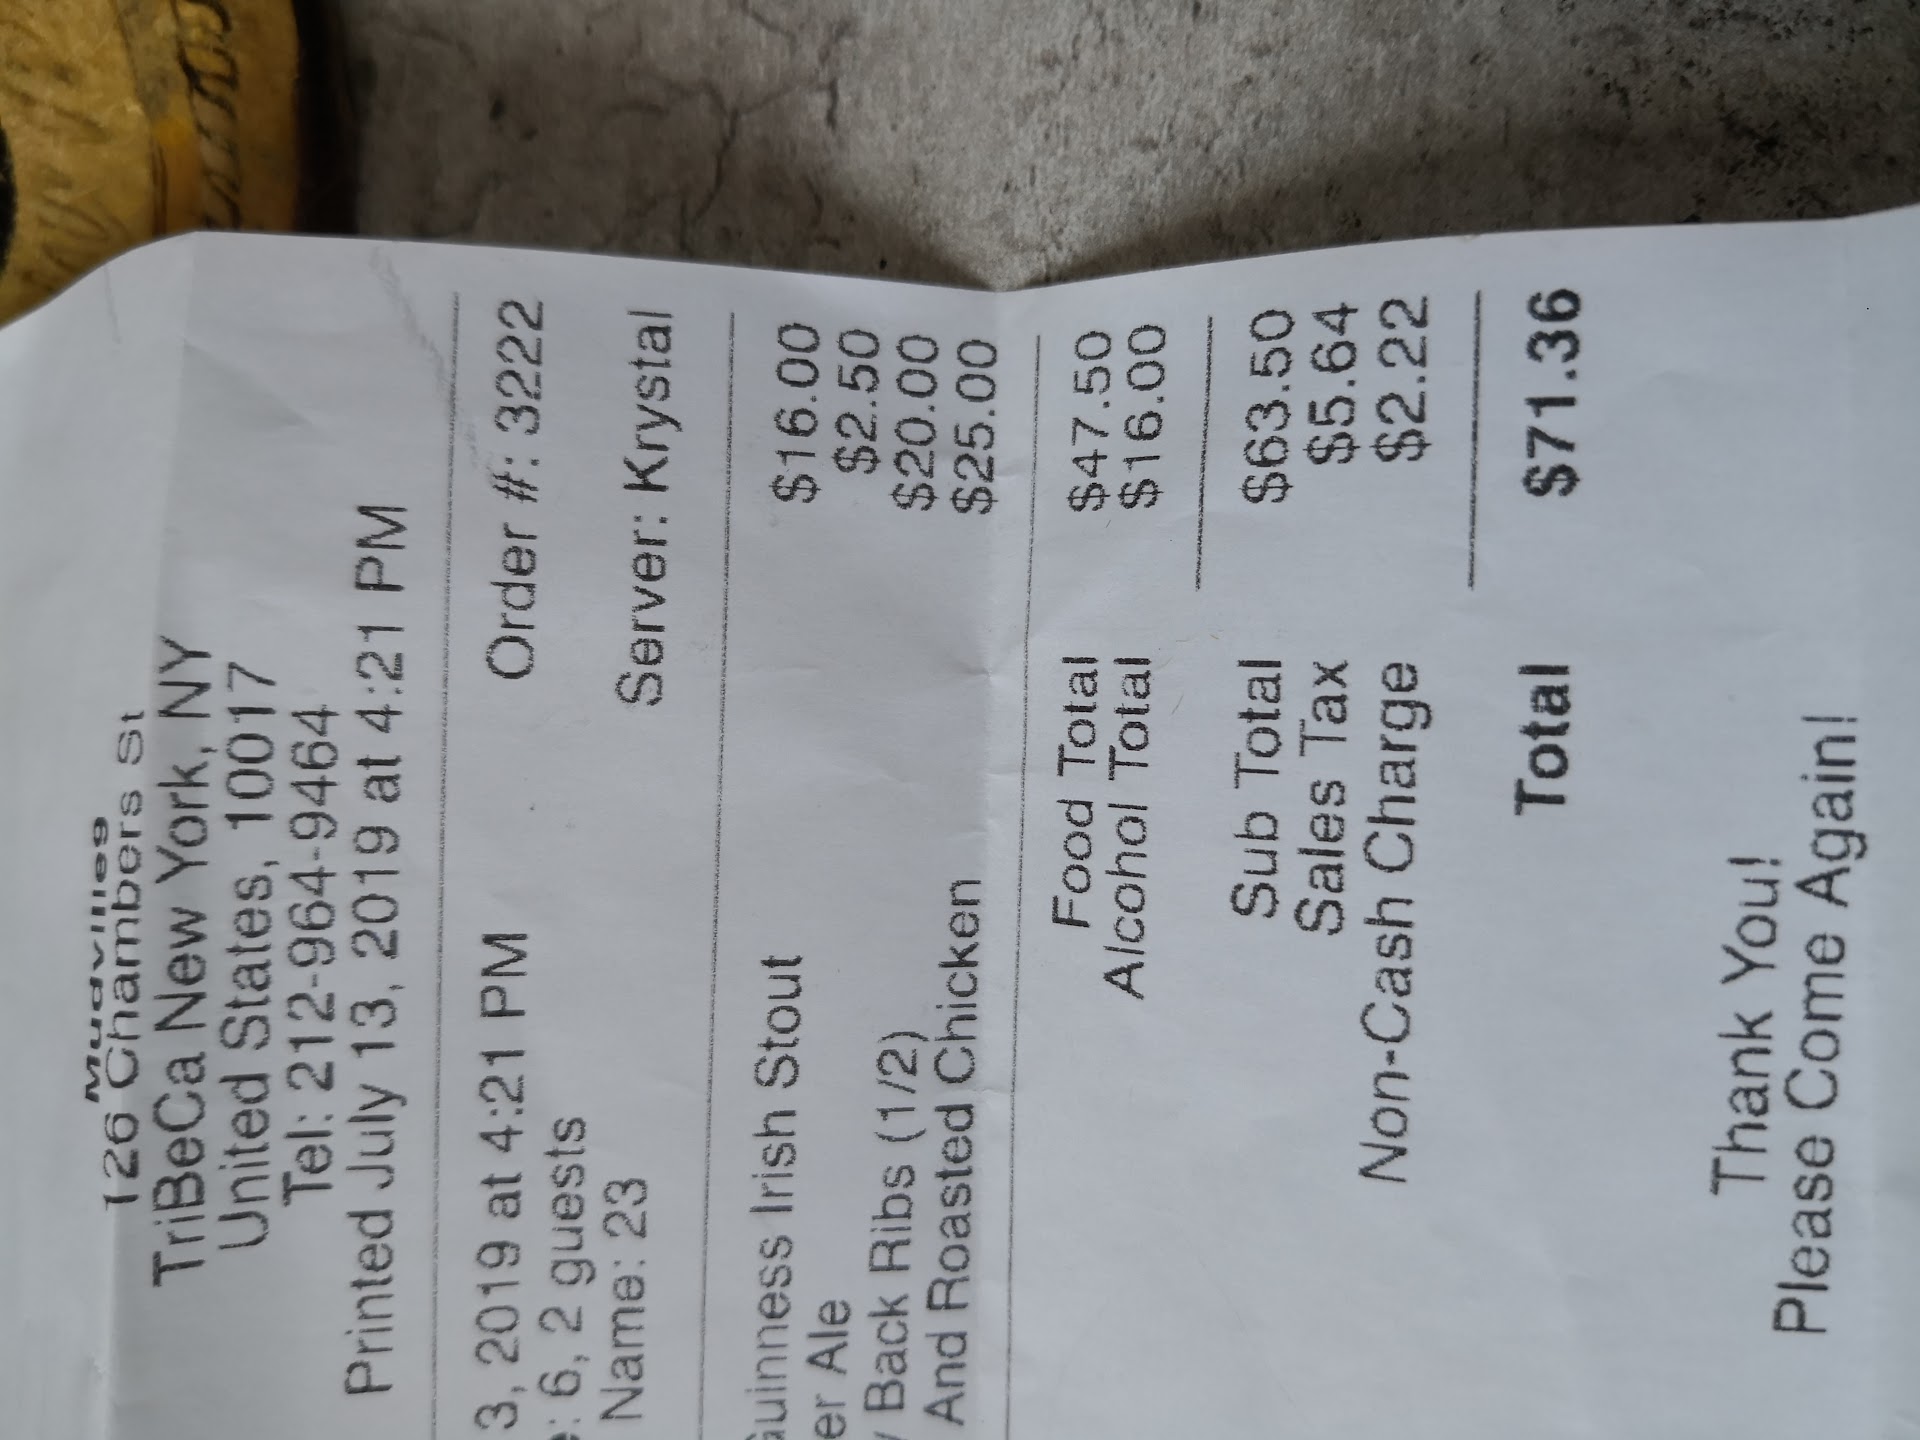 Mudvilles
126 Chambers St
TriBeCa New York, NY
United States, 10017
Tel: 212-964-9464
Printed July 13, 2019 at 4:21 PM
3, 2019 at 4:21 PM Order #: 3222
: 6, 2 guests
Name: 23 Server: Krystal
Guinness Irish Stout $16.00
er Ale $2.50
Back Ribs (1/2) $20.00
And Roasted Chicken $25.00
Food Total $47.50
Alcohol Total $16.00
Sub Total $63.50
Sales Tax $5.64
Non-Cash Charge $2.22
Total $71.36
Thank You!
Please Come Again!